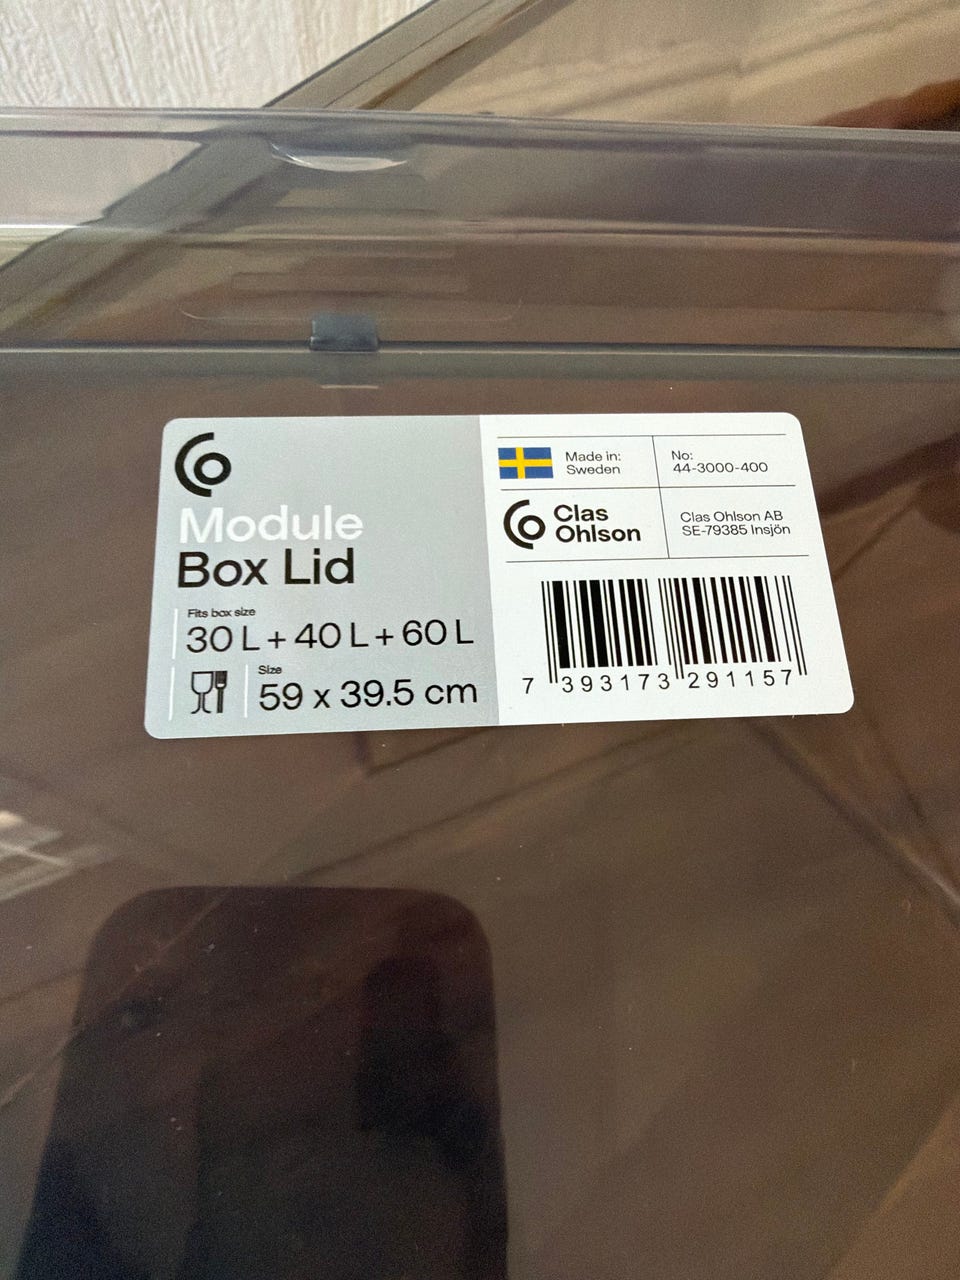 Module
Box Lid
Fits box size
30 L + 40 L + 60 L
Size
59 x 39.5 cm
Made in:
Sweden
No:
44-3000-400
Clas
Ohlson
Clas Ohlson AB
SE-79385 Insjön
7 393173 291157